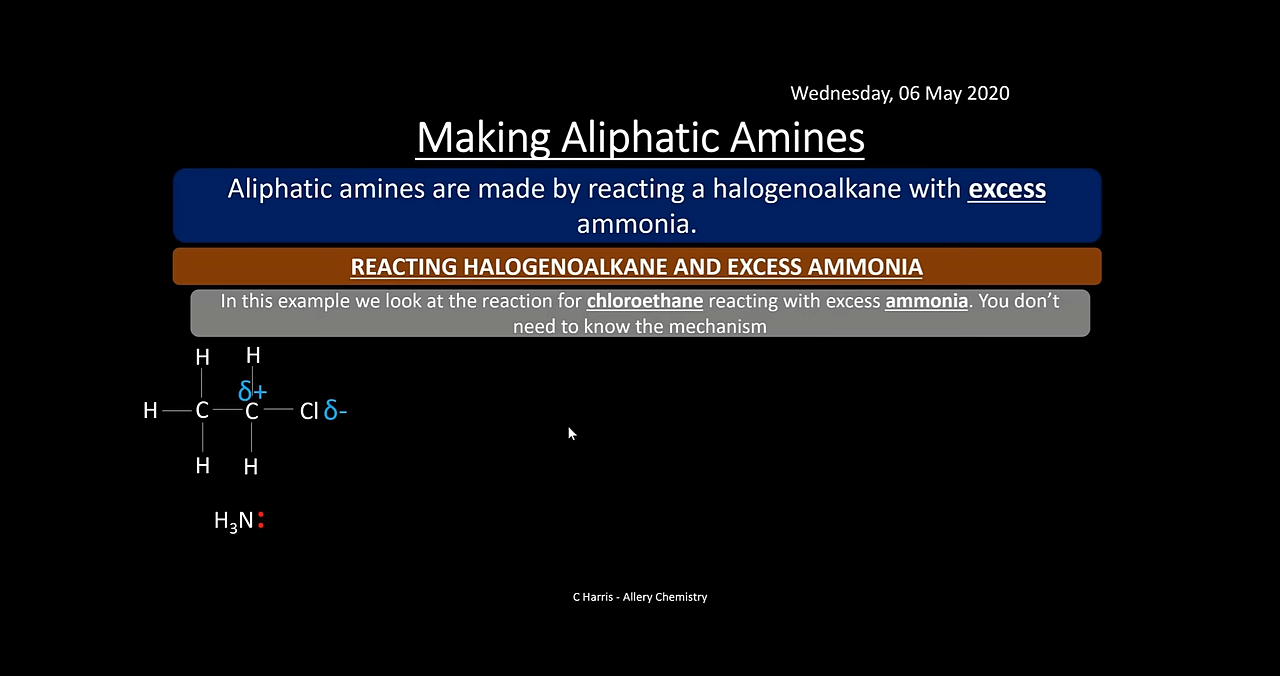 Wednesday, 06 May 2020
Making Aliphatic Amines
Aliphatic amines are made by reacting a halogenoalkane with excess
ammonia.
REACTING HALOGENOALKANE AND EXCESS AMMONIA
In this example we look at the reaction for chloroethane reacting with excess ammonia. You don’t
need to know the mechanism
H H
δ+
H C C Cl δ-
H H
H₃N:
C Harris - Allery Chemistry